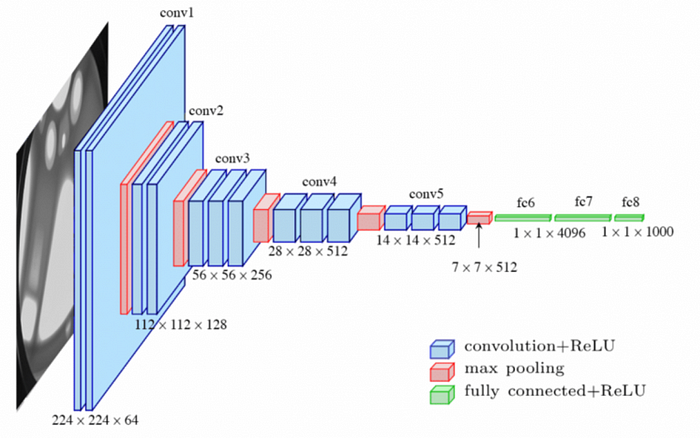 conv1
conv2
conv3
conv4
conv5
fc6
fc7
fc8
224 × 224 × 64
112 × 112 × 128
56 × 56 × 256
28 × 28 × 512
14 × 14 × 512
7 × 7 × 512
1 × 1 × 4096
1 × 1 × 1000
convolution+ReLU
max pooling
fully connected+ReLU